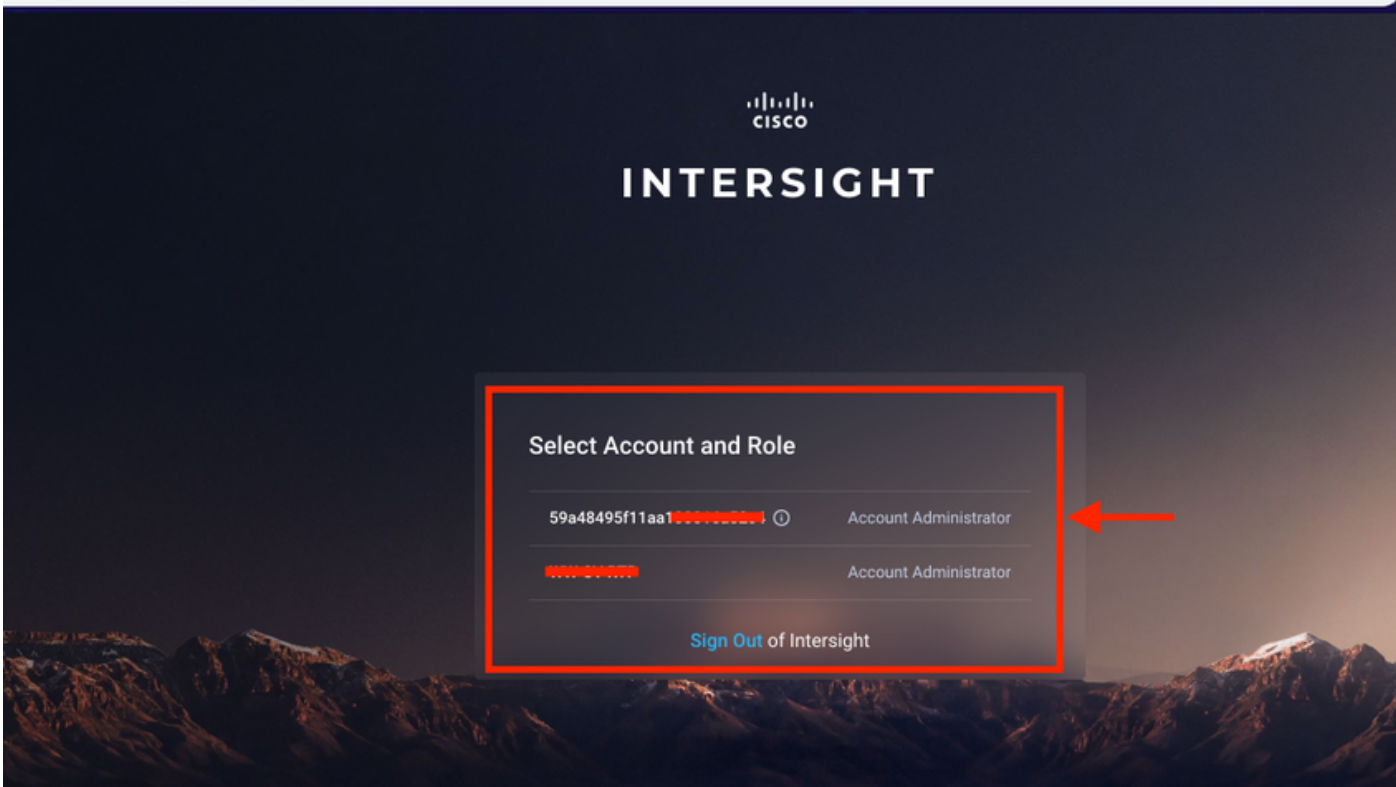 CISCO
INTERSIGHT
Select Account and Role
59a48495f11aa1 Account Administrator
Account Administrator
Sign Out of Intersight